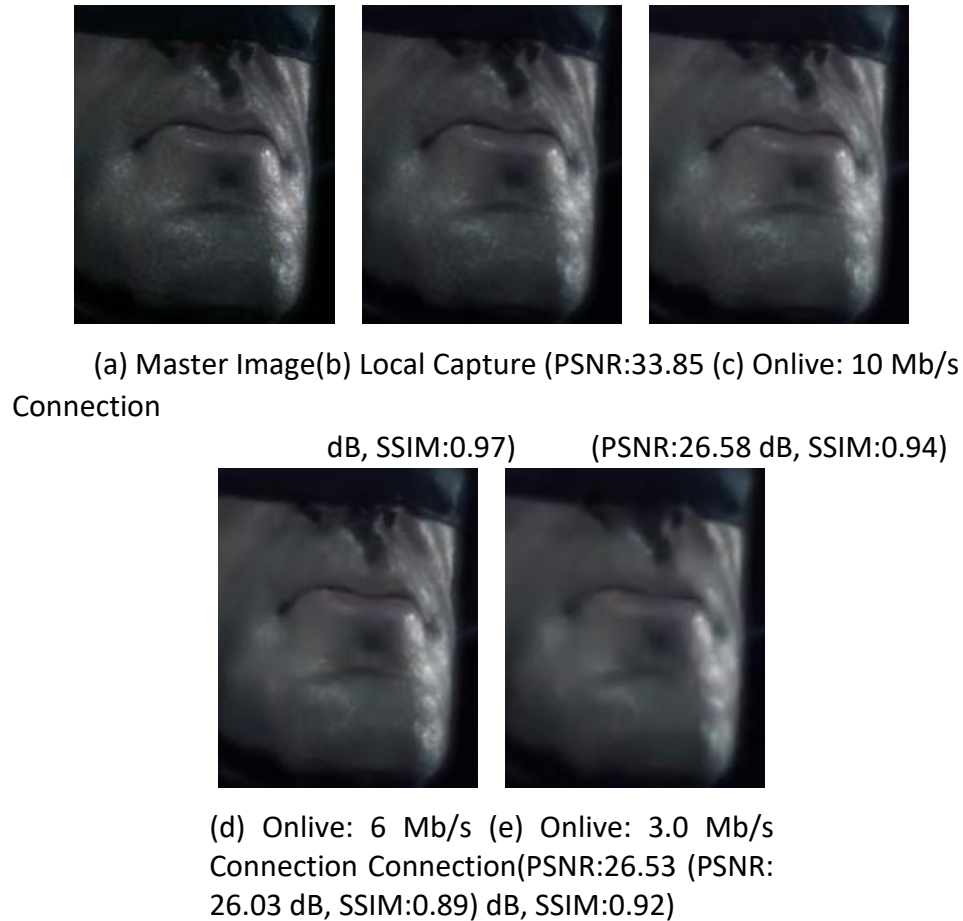 (a) Master Image(b) Local Capture (PSNR:33.85 (c) Onlive: 10 Mb/s
Connection
dB, SSIM:0.97) (PSNR:26.58 dB, SSIM:0.94)
(d) Onlive: 6 Mb/s (e) Onlive: 3.0 Mb/s
Connection Connection(PSNR:26.53 (PSNR:
26.03 dB, SSIM:0.89) dB, SSIM:0.92)